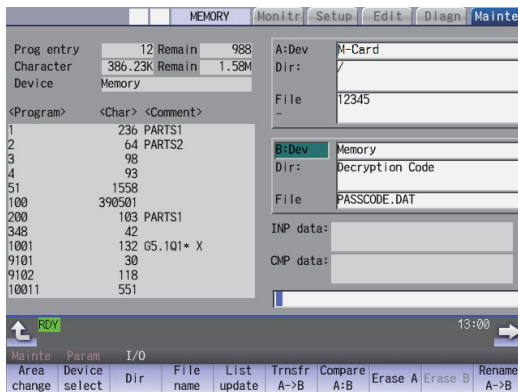 MEMORY Monitr Setup Edit Diagn Mainte
Prog entry 12 Remain 988
Character 386.23K Remain 1.58M
Device Memory
<Program> <Char> <Comment>
1 236 PARTS1
2 64 PARTS2
3 98
4 93
51 1558
100 390501
200 103 PARTS1
348 42
1001 132 G5.1Q1* X
9101 30
9102 118
10011 551
A:Dev M-Card
Dir: /
File 12345
-
B:Dev Memory
Dir: Decryption Code
File PASSCODE.DAT
INP data:
CMP data:
RDY 13:00
Mainte Param I/O
Area change Device select Dir File name List update Trnsfr A->B Compare A:B Erase A Erase B Rename A->B